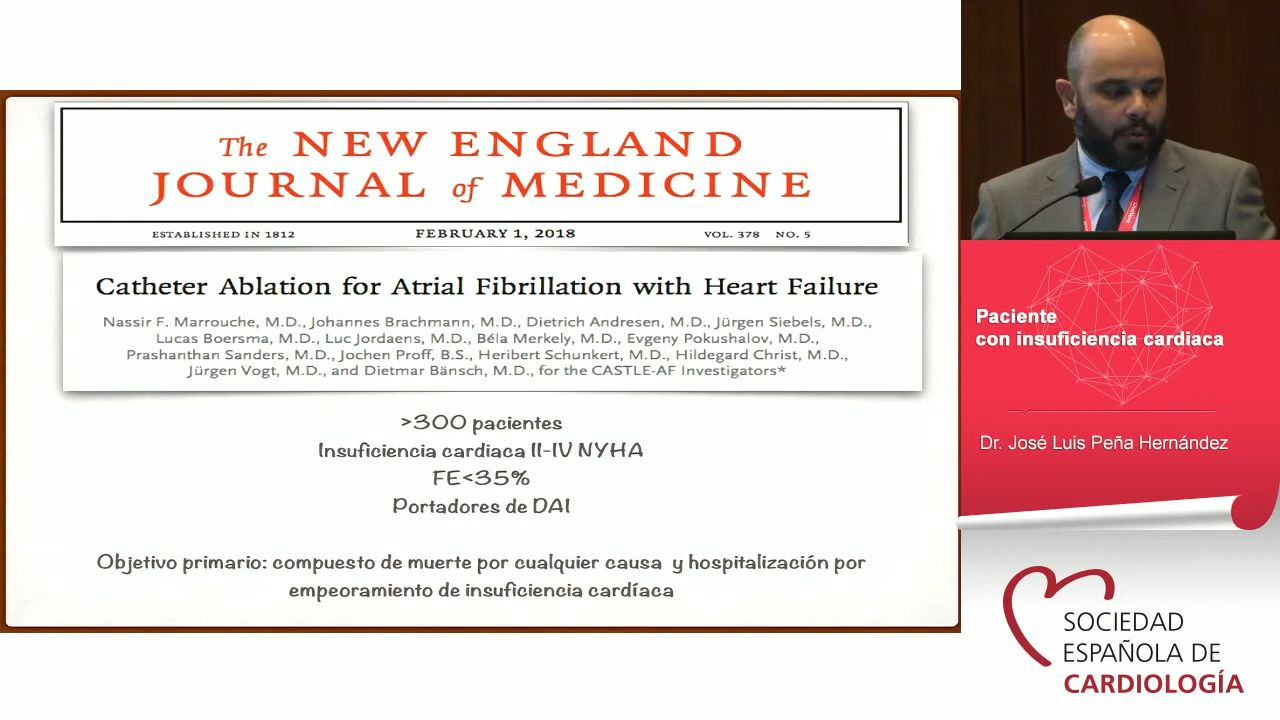 The NEW ENGLAND
JOURNAL of MEDICINE
ESTABLISHED IN 1812 FEBRUARY 1, 2018 VOL. 378 NO. 5
Catheter Ablation for Atrial Fibrillation with Heart Failure
Nassir F. Marrouche, M.D., Johannes Brachmann, M.D., Dietrich Andresen, M.D., Jürgen Siebels, M.D.,
Lucas Boersma, M.D., Luc Jordaens, M.D., Béla Merkely, M.D., Evgeny Pokushalov, M.D.,
Prashanthan Sanders, M.D., Jochen Proff, B.S., Heribert Schunkert, M.D., Hildegard Christ, M.D.,
Jürgen Vogt, M.D., and Dietmar Bänsch, M.D., for the CASTLE-AF Investigators*
>300 pacientes
Insuficiencia cardiaca II-IV NYHA
FE<35%
Portadores de DAI
Objetivo primario: compuesto de muerte por cualquier causa y hospitalización por
empeoramiento de insuficiencia cardíaca
Paciente
con insuficiencia cardiaca
Dr. José Luis Peña Hernández
SOCIEDAD
ESPAÑOLA DE
CARDIOLOGÍA